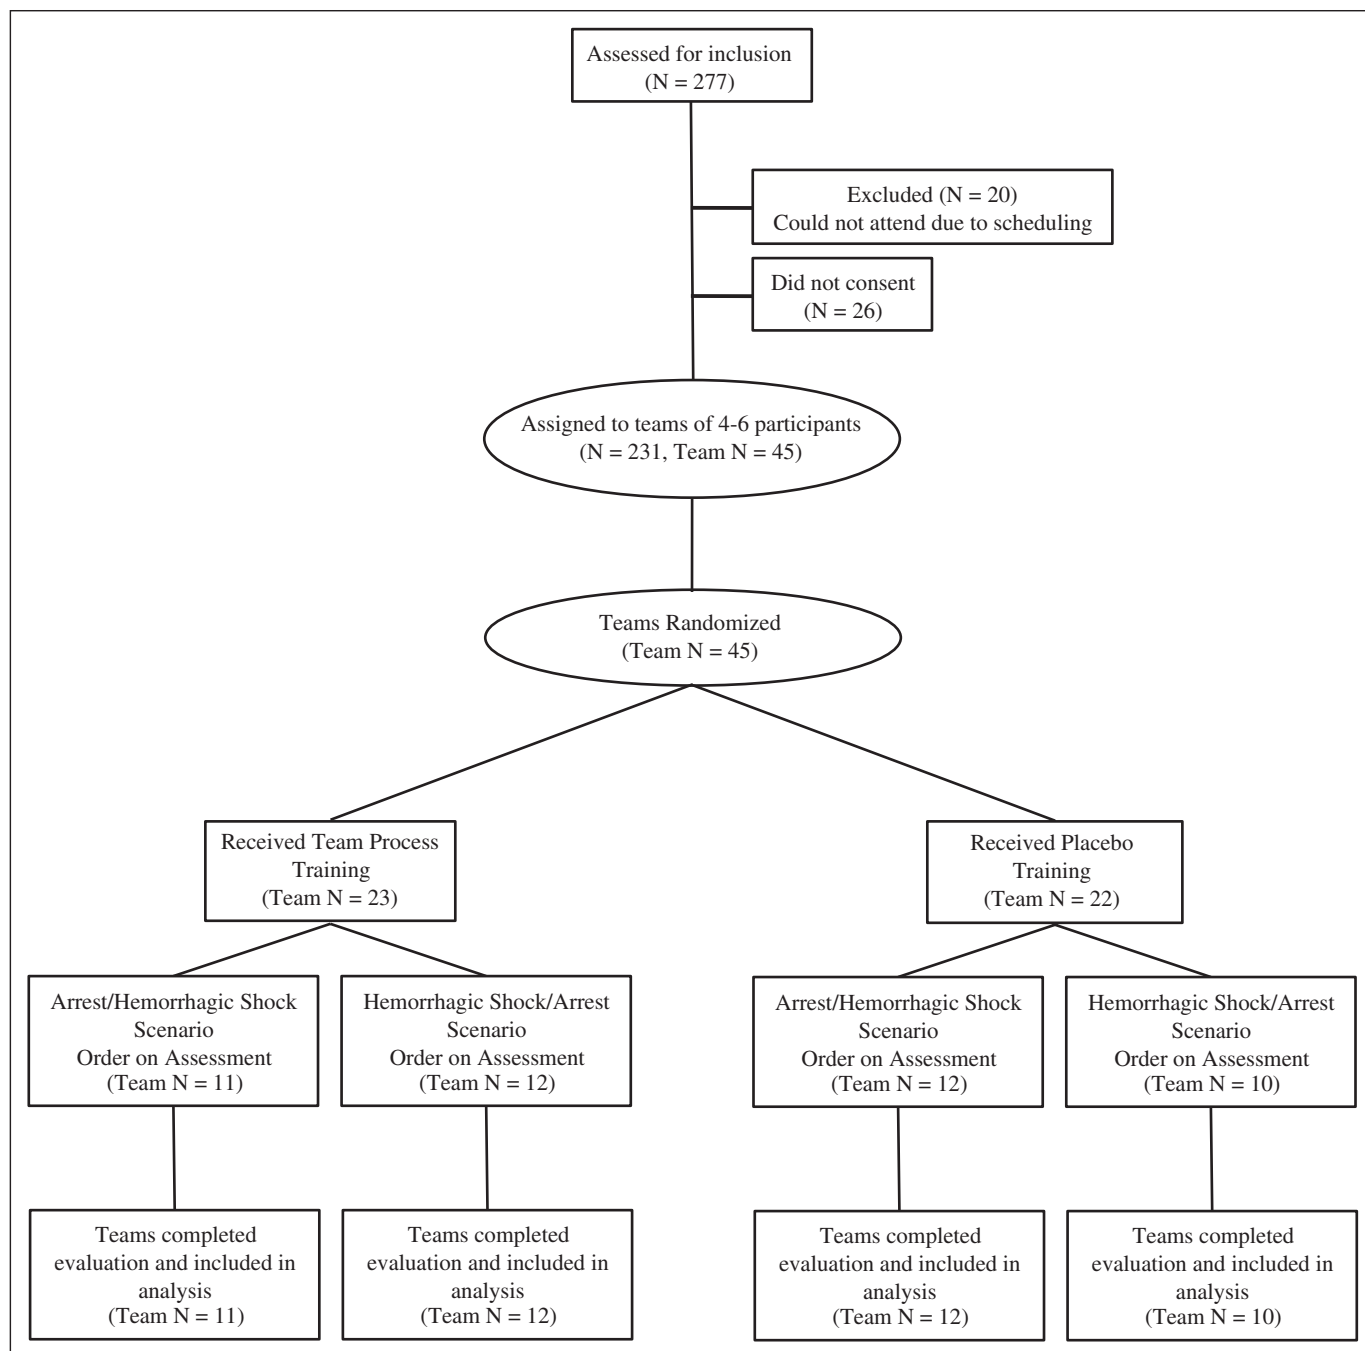 Assessed for inclusion
(N = 277)
Excluded (N = 20)
Could not attend due to scheduling
Did not consent
(N = 26)
Assigned to teams of 4-6 participants
(N = 231, Team N = 45)
Teams Randomized
(Team N = 45)
Received Team Process
Training
(Team N = 23)
Received Placebo
Training
(Team N = 22)
Arrest/Hemorrhagic Shock
Scenario
Order on Assessment
(Team N = 11)
Hemorrhagic Shock/Arrest
Scenario
Order on Assessment
(Team N = 12)
Arrest/Hemorrhagic Shock
Scenario
Order on Assessment
(Team N = 12)
Hemorrhagic Shock/Arrest
Scenario
Order on Assessment
(Team N = 10)
Teams completed
evaluation and included in
analysis
(Team N = 11)
Teams completed
evaluation and included in
analysis
(Team N = 12)
Teams completed
evaluation and included in
analysis
(Team N = 12)
Teams completed
evaluation and included in
analysis
(Team N = 10)